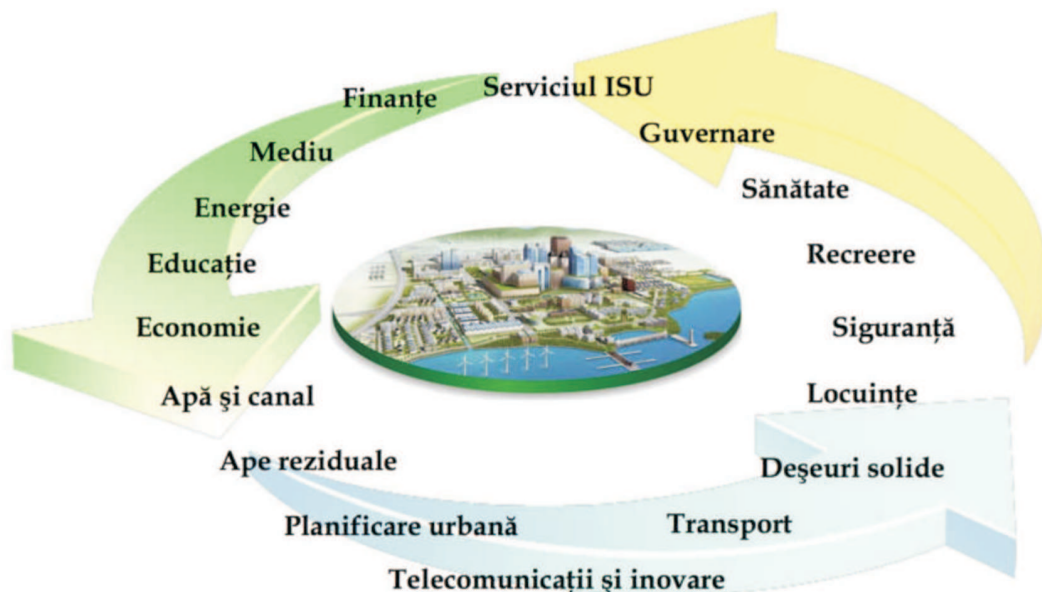 Serviciul ISU
Finanțe
Mediu
Energie
Educație
Economie
Apă şi canal
Ape reziduale
Planificare urbană
Telecomunicații şi inovare
Transport
Deşeuri solide
Locuințe
Siguranță
Recreere
Sănătate
Guvernare